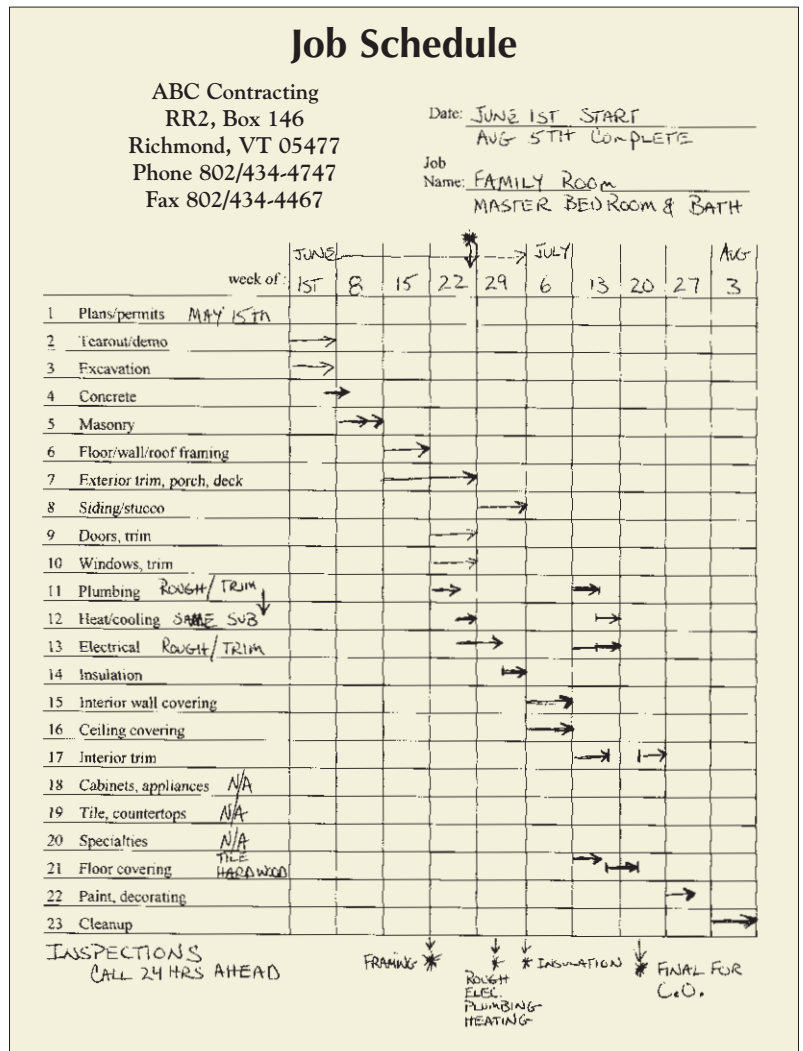 Job Schedule
ABC Contracting
RR2, Box 146
Richmond, VT 05477
Phone 802/434-4747
Fax 802/434-4467
Date: JUNE 1ST START
AUG 5TH COMPLETE
Job
Name: FAMILY ROOM
MASTER BEDROOM & BATH
JUNE JULY AUG
week of: 1ST 8 15 22 29 6 13 20 27 3
1 Plans/permits MAY 15TH
2 Tearout/demo
3 Excavation
4 Concrete
5 Masonry
6 Floor/wall/roof framing
7 Exterior trim, porch, deck
8 Siding/stucco
9 Doors, trim
10 Windows, trim
11 Plumbing ROUGH/TRIM
12 Heat/cooling SAME SUB
13 Electrical ROUGH/TRIM
14 Insulation
15 Interior wall covering
16 Ceiling covering
17 Interior trim
18 Cabinets, appliances N/A
19 Tile, countertops N/A
20 Specialties N/A
TILE
21 Floor covering HARDWOOD
22 Paint, decorating
23 Cleanup
INSPECTIONS
CALL 24 HRS AHEAD
FRAMING *
* ROUGH
ELEC.
PLUMBING
HEATING
* INSULATION
* FINAL FOR
C.O.